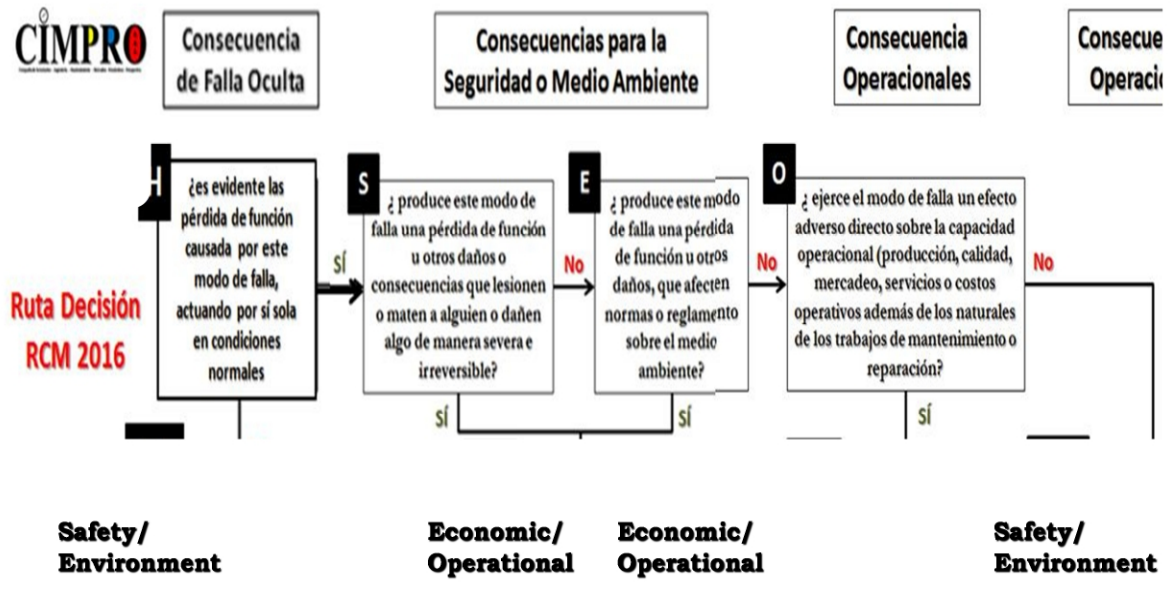 CIMPRO
Consecuencia
de Falla Oculta
Consecuencias para la
Seguridad o Medio Ambiente
Consecuencia
Operacionales
Consecue
Operacio
Ruta Decisión
RCM 2016
H
¿es evidente las
pérdida de función
causada por este
modo de falla,
actuando por sí sola
en condiciones
normales
SÍ
S
¿ produce este modo de
falla una pérdida de función
u otros daños o
consecuencias que lesionen
o maten a alguien o dañen
algo de manera severa e
irreversible?
No
SÍ
E
¿ produce este modo
de falla una pérdida
de función u otros
daños, que afecten
normas o reglamento
sobre el medio
ambiente?
No
SÍ
O
¿ ejerce el modo de falla un efecto
adverso directo sobre la capacidad
operacional (producción, calidad,
mercadeo, servicios o costos
operativos además de los naturales
de los trabajos de mantenimiento o
reparación?
No
SÍ
Safety/
Environment
Economic/
Operational
Economic/
Operational
Safety/
Environment